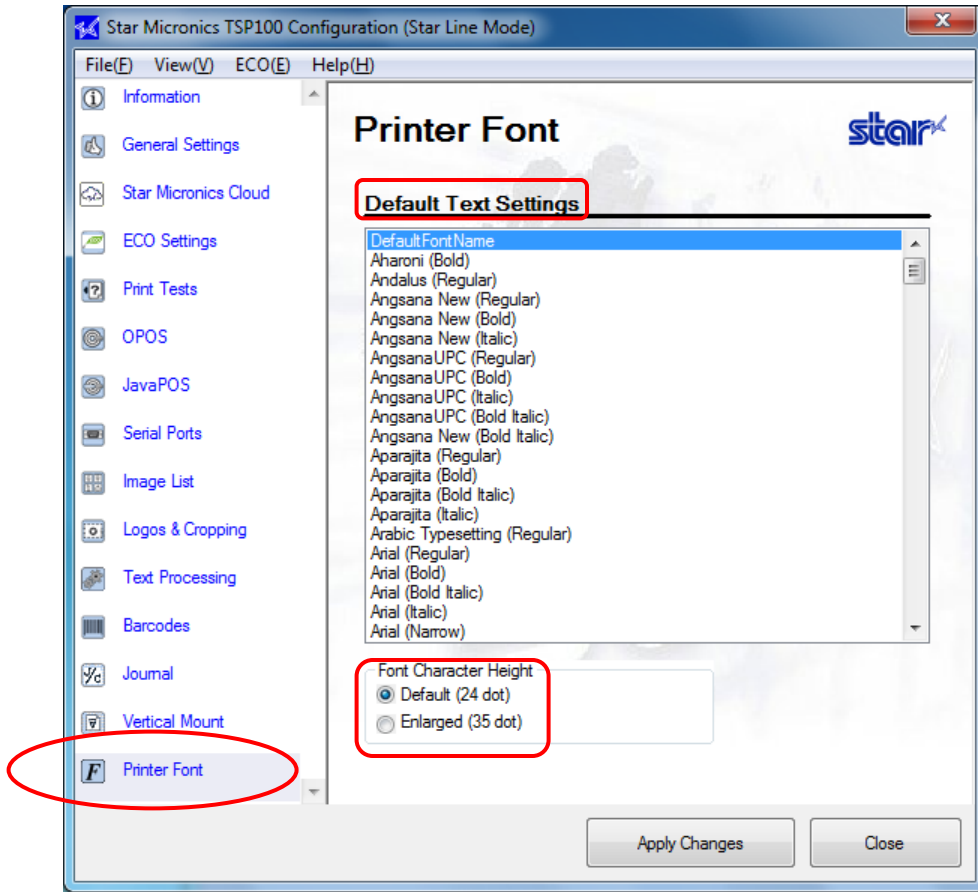 Star Micronics TSP100 Configuration (Star Line Mode)
File(F) View(V) ECO(E) Help(H)
Information
General Settings
Star Micronics Cloud
ECO Settings
Print Tests
OPOS
JavaPOS
Serial Ports
Image List
Logos & Cropping
Text Processing
Barcodes
Journal
Vertical Mount
F Printer Font
Printer Font
star
Default Text Settings
DefaultFontName
Aharoni (Bold)
Andalus (Regular)
Angsana New (Regular)
Angsana New (Bold)
Angsana New (Italic)
AngsanaUPC (Regular)
AngsanaUPC (Bold)
AngsanaUPC (Italic)
AngsanaUPC (Bold Italic)
Angsana New (Bold Italic)
Aparajita (Regular)
Aparajita (Bold)
Aparajita (Bold Italic)
Aparajita (Italic)
Arabic Typesetting (Regular)
Arial (Regular)
Arial (Bold)
Arial (Bold Italic)
Arial (Italic)
Arial (Narrow)
Font Character Height
Default (24 dot)
Enlarged (35 dot)
Apply Changes
Close